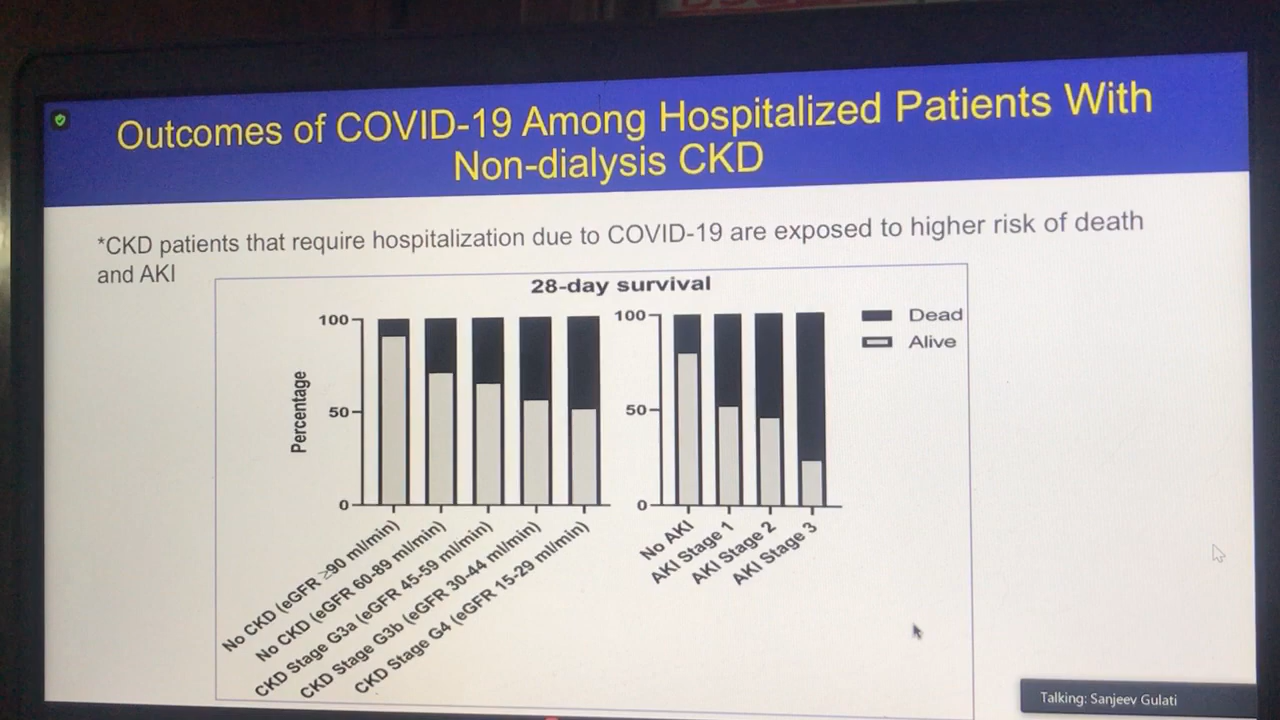 Outcomes of COVID-19 Among Hospitalized Patients With
Non-dialysis CKD
*CKD patients that require hospitalization due to COVID-19 are exposed to higher risk of death
and AKI
28-day survival
Percentage
100
50
0
No CKD (eGFR ≥90 ml/min)
No CKD (eGFR 60-89 ml/min)
CKD Stage G3a (eGFR 45-59 ml/min)
CKD Stage G3b (eGFR 30-44 ml/min)
CKD Stage G4 (eGFR 15-29 ml/min)
100
50
0
No AKI
AKI Stage 1
AKI Stage 2
AKI Stage 3
Dead
Alive
Talking: Sanjeev Gulati